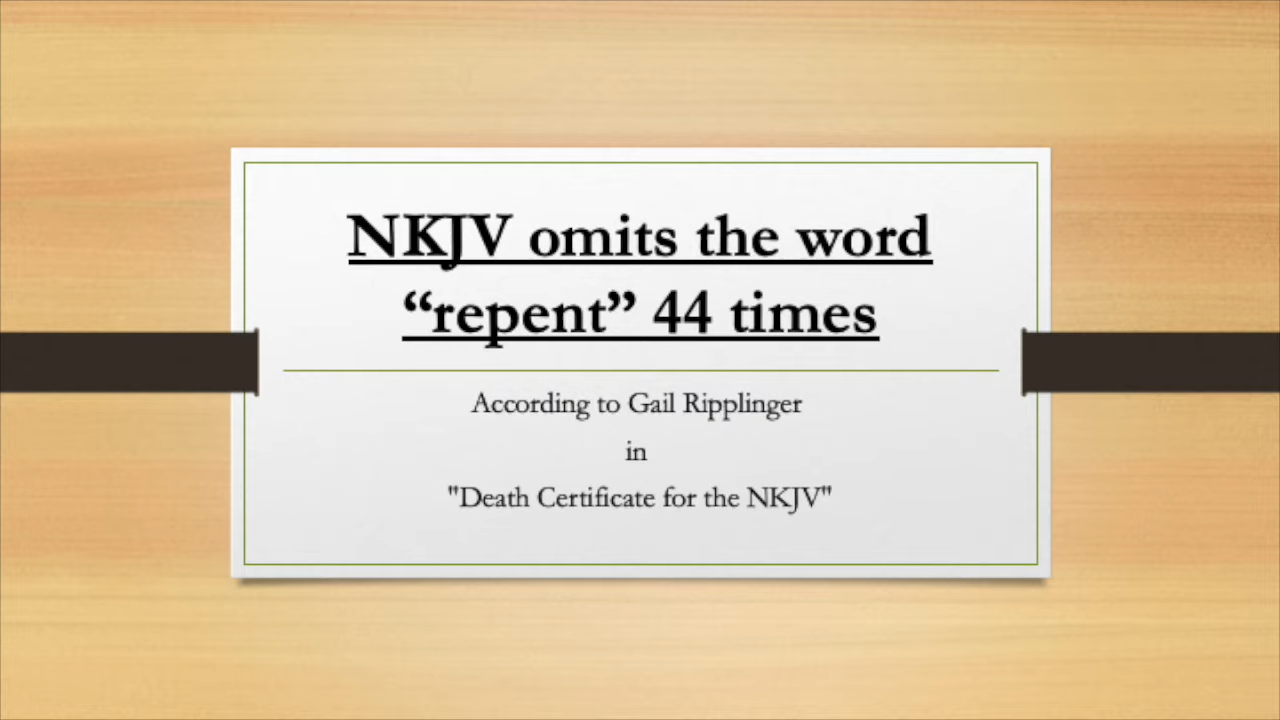 NKJV omits the word
“repent” 44 times
According to Gail Ripplinger
in
"Death Certificate for the NKJV"